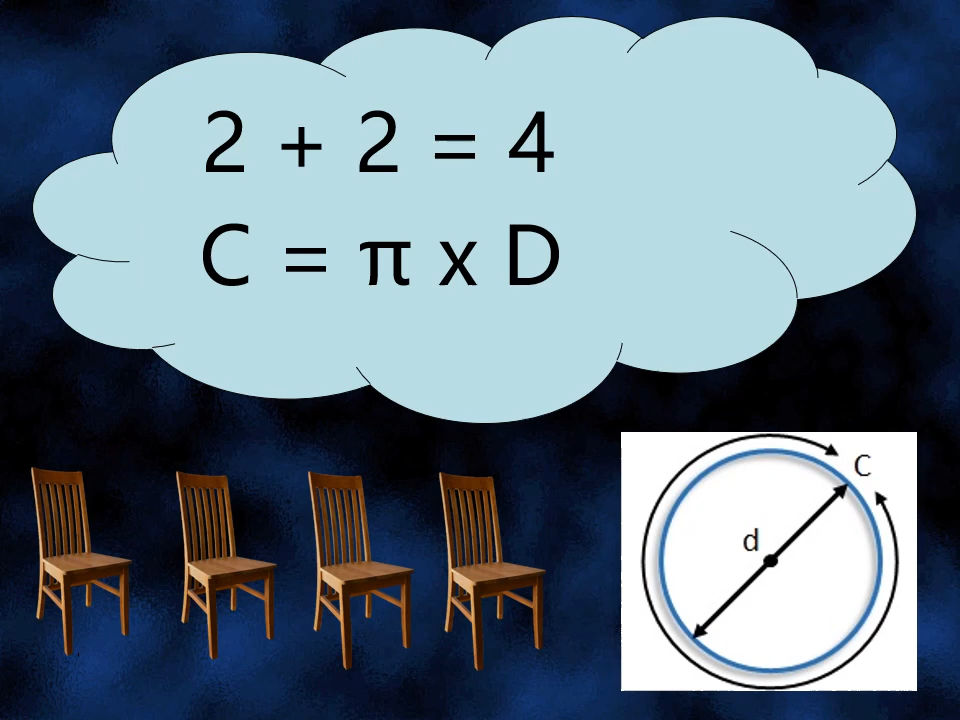 2 + 2 = 4
C = π x D
C
d